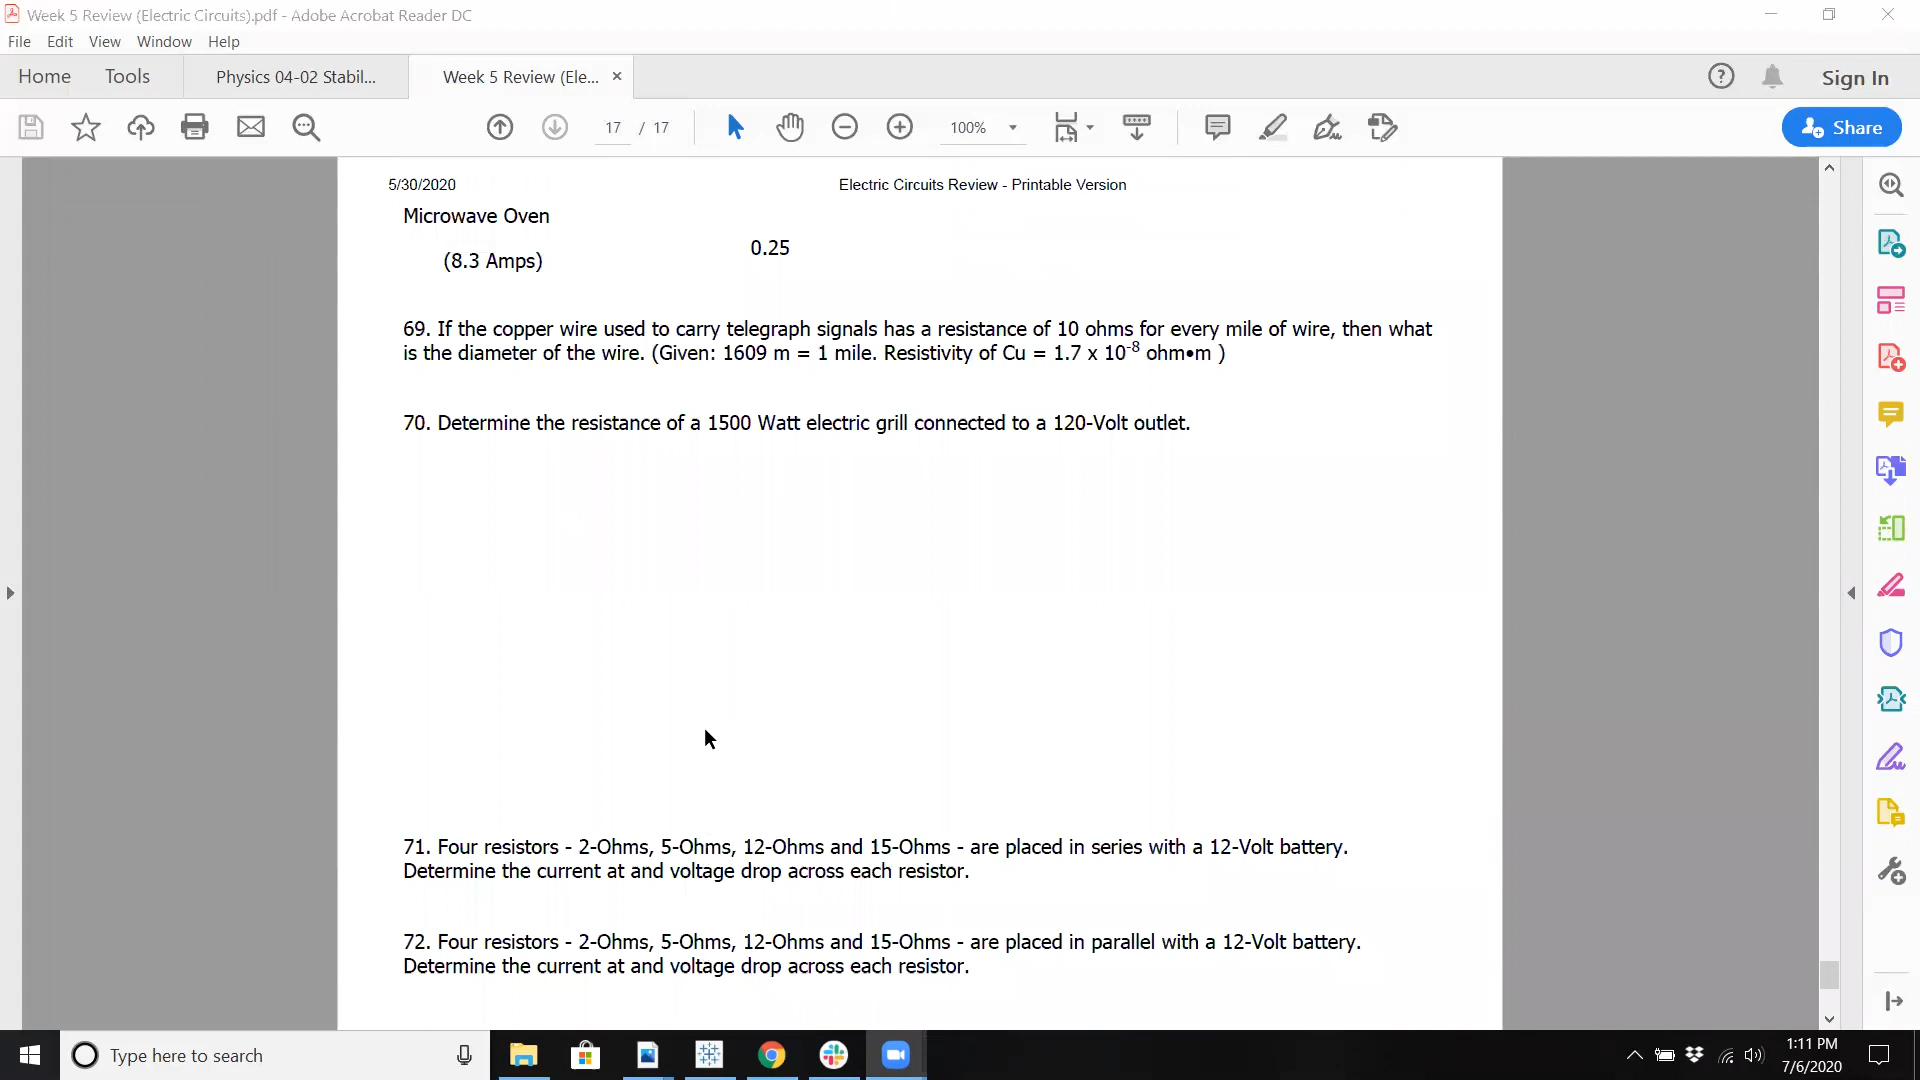 Week 5 Review (Electric Circuits).pdf - Adobe Acrobat Reader DC
File Edit View Window Help
Home Tools Physics 04-02 Stabil... Week 5 Review (Ele... × Sign In
17 / 17 100% Share
5/30/2020 Electric Circuits Review - Printable Version
Microwave Oven
0.25
(8.3 Amps)
69. If the copper wire used to carry telegraph signals has a resistance of 10 ohms for every mile of wire, then what
is the diameter of the wire. (Given: 1609 m = 1 mile. Resistivity of Cu = 1.7 x 10⁻⁸ ohm•m )
70. Determine the resistance of a 1500 Watt electric grill connected to a 120-Volt outlet.
71. Four resistors - 2-Ohms, 5-Ohms, 12-Ohms and 15-Ohms - are placed in series with a 12-Volt battery.
Determine the current at and voltage drop across each resistor.
72. Four resistors - 2-Ohms, 5-Ohms, 12-Ohms and 15-Ohms - are placed in parallel with a 12-Volt battery.
Determine the current at and voltage drop across each resistor.
Type here to search
1:11 PM
7/6/2020